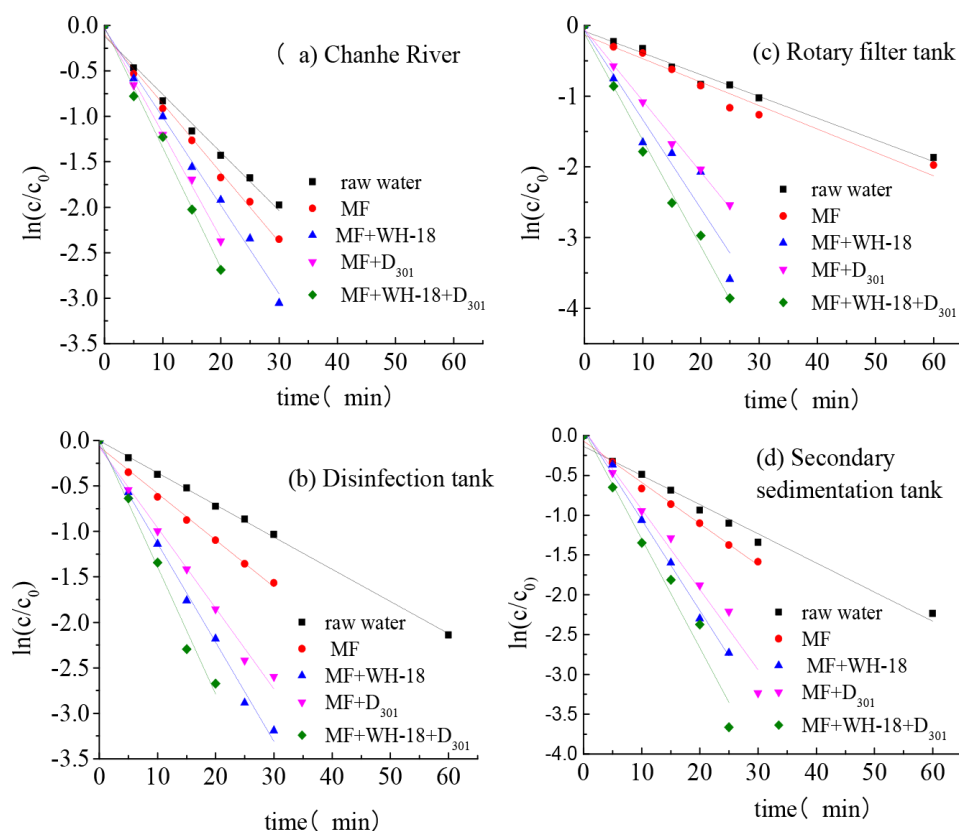 (a) Chanhe River
0.0
-0.5
-1.0
-1.5
-2.0
-2.5
-3.0
-3.5
ln(c/c0)
raw water
MF
MF+WH-18
MF+D301
MF+WH-18+D301
0 10 20 30 40 50 60
time( min)
(c) Rotary filter tank
-0
-1
-2
-3
-4
ln(c/c0)
raw water
MF
MF+WH-18
MF+D301
MF+WH-18+D301
0 10 20 30 40 50 60
time( min)
(b) Disinfection tank
0.0
-0.5
-1.0
-1.5
-2.0
-2.5
-3.0
-3.5
ln(c/c0)
raw water
MF
MF+WH-18
MF+D301
MF+WH-18+D301
0 10 20 30 40 50 60
time( min)
(d) Secondary
sedimentation tank
0.0
-0.5
-1.0
-1.5
-2.0
-2.5
-3.0
-3.5
-4.0
ln(c/c0)
raw water
MF
MF+WH-18
MF+D301
MF+WH-18+D301
0 10 20 30 40 50 60
time( min)